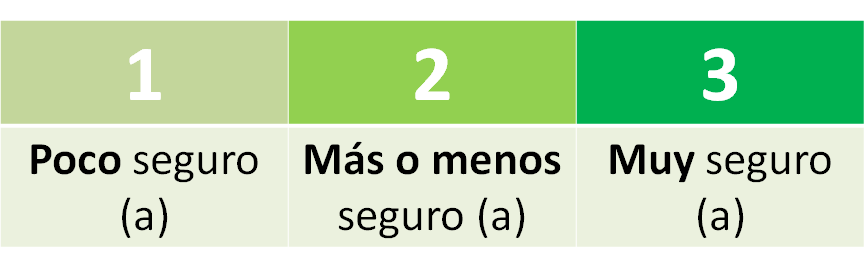 1 2 3
Poco seguro Más o menos Muy seguro
(a) seguro (a) (a)